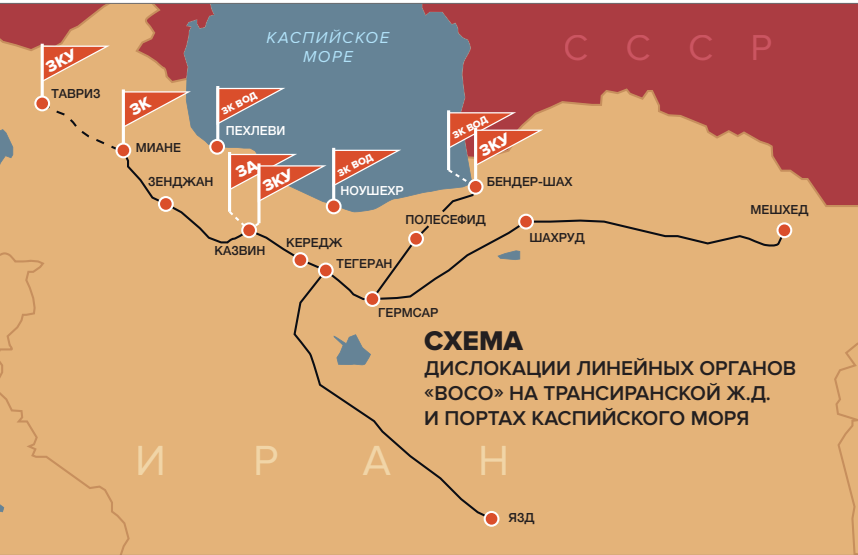 КАСПИЙСКОЕ
МОРЕ
СССР
ЗКУ
ТАВРИЗ
ЗК
МИАНЕ
ЗК ВОД
ПЕХЛЕВИ
ЗЕНДЖАН
ЗА
ЗКУ
КАЗВИН
ЗК ВОД
НОУШЕХР
ЗК ВОД
ЗКУ
БЕНДЕР-ШАХ
КЕРЕДЖ
ТЕГЕРАН
ПОЛЕСЕФИД
ШАХРУД
МЕШХЕД
ГЕРМСАР
СХЕМА
ДИСЛОКАЦИИ ЛИНЕЙНЫХ ОРГАНОВ
«ВОСО» НА ТРАНСИРАНСКОЙ Ж.Д.
И ПОРТАХ КАСПИЙСКОГО МОРЯ
ИРАН
ЯЗД